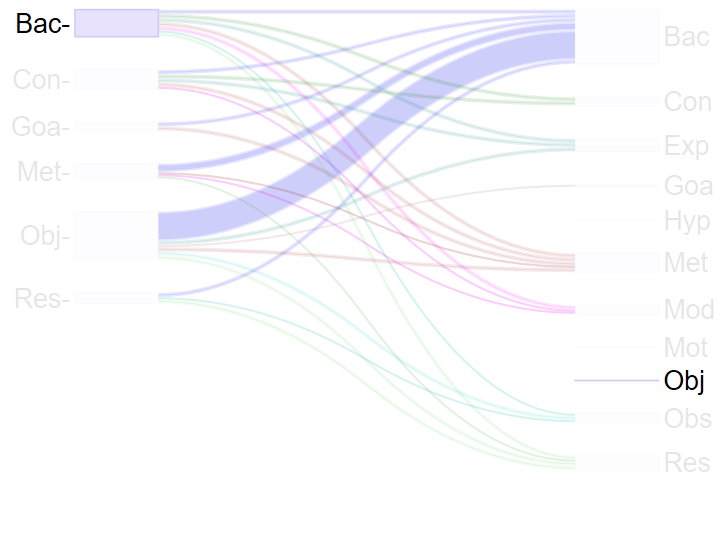 Bac-
Con-
Goa-
Met-
Obj-
Res-
Bac
Con
Exp
Goa
Hyp
Met
Mod
Mot
Obj
Obs
Res